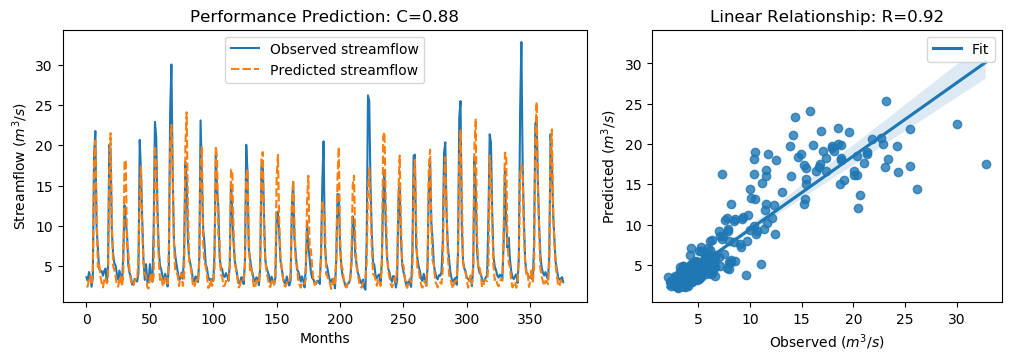 Performance Prediction: C=0.88
Observed streamflow
Predicted streamflow
Streamflow (m³/s)
30
25
20
15
10
5
0
50
100
150
200
250
300
350
Months
Linear Relationship: R=0.92
Fit
Predicted (m³/s)
30
25
20
15
10
5
5
10
15
20
25
30
Observed (m³/s)